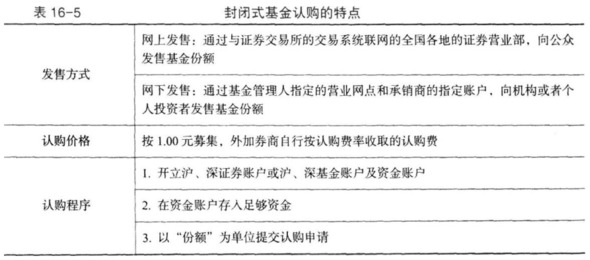 表 16-5 封闭式基金认购的特点
发售方式
网上发售：通过与证券交易所的交易系统联网的全国各地的证券营业部，向公众
发售基金份额
网下发售：通过基金管理人指定的营业网点和承销商的指定账户，向机构或者个
人投资者发售基金份额
认购价格
按 1.00 元募集，外加券商自行按认购费率收取的认购费
认购程序
1. 开立沪、深证券账户或沪、深基金账户及资金账户
2. 在资金账户存入足够资金
3. 以“份额”为单位提交认购申请